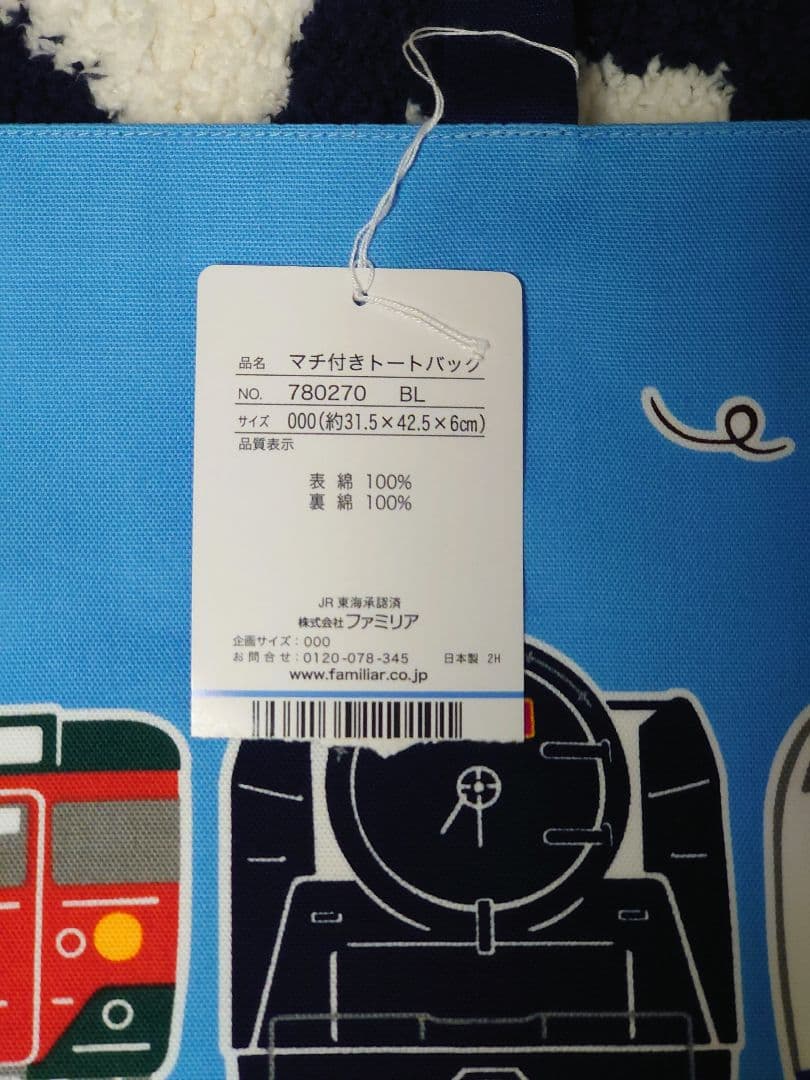 品名 マチ付きトートバッグ
NO. 780270 BL
サイズ 000(約31.5×42.5×6cm)
品質表示
表 綿 100%
裏 綿 100%
JR 東海承認済
株式会社ファミリア
企画サイズ：000
お問合せ：0120-078-345 日本製 2H
www.familiar.co.jp